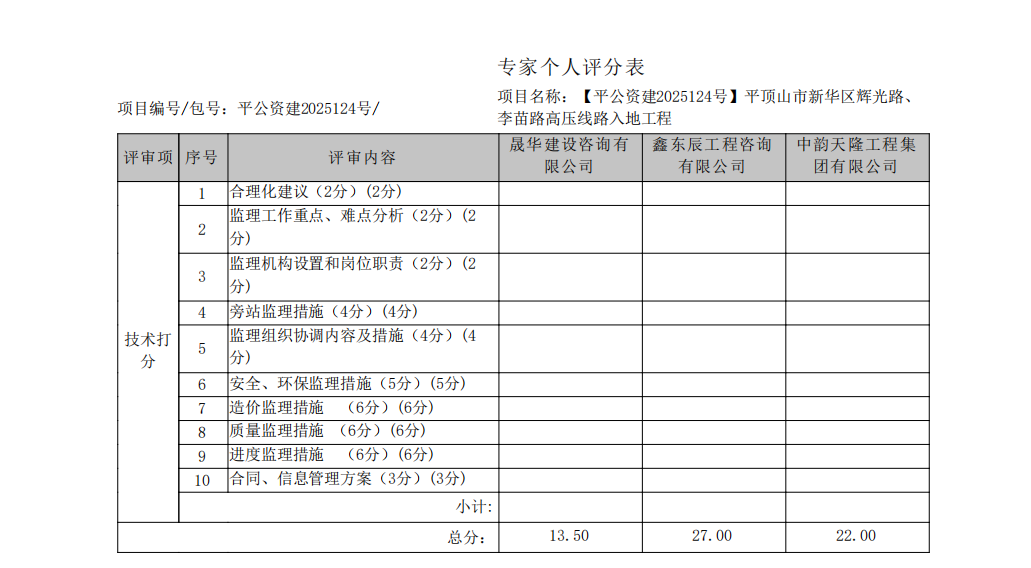 专家个人评分表
项目编号/包号: 平公资建2025124号/
项目名称: 【平公资建2025124号】平顶山市新华区辉光路、
李苗路高压线路入地工程
评审项 序号 评审内容 晟华建设咨询有限公司 鑫东辰工程咨询有限公司 中韵天隆工程集团有限公司
技术打分
1 合理化建议（2分）(2分)
2 监理工作重点、难点分析（2分）(2
分)
3 监理机构设置和岗位职责（2分）(2
分)
4 旁站监理措施（4分）(4分)
5 监理组织协调内容及措施（4分）(4
分)
6 安全、环保监理措施（5分）(5分)
7 造价监理措施 （6分）(6分)
8 质量监理措施 （6分）(6分)
9 进度监理措施 （6分）(6分)
10 合同、信息管理方案（3分）(3分)
小计:
总分: 13.50 27.00 22.00